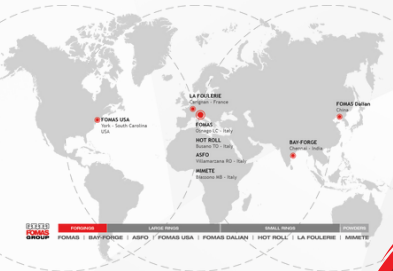 LA FOULERIE
Carignan - France
FOMAS Dalian
China
FOMAS USA
York - South Carolina
USA
FOMAS
Osnago LC - Italy
HOT ROLL
Buzano TO - Italy
BAY-FORGE
Chennai - India
ASFO
Villamarzana RO - Italy
MIMETE
Biassono MB - Italy
FORGINGS
LARGE RINGS
SMALL RINGS
POWDERS
FOMAS
GROUP
FOMAS | BAY-FORGE | ASFO | FOMAS USA | FOMAS DALIAN | HOT ROLL | LA FOULERIE | MIMETE